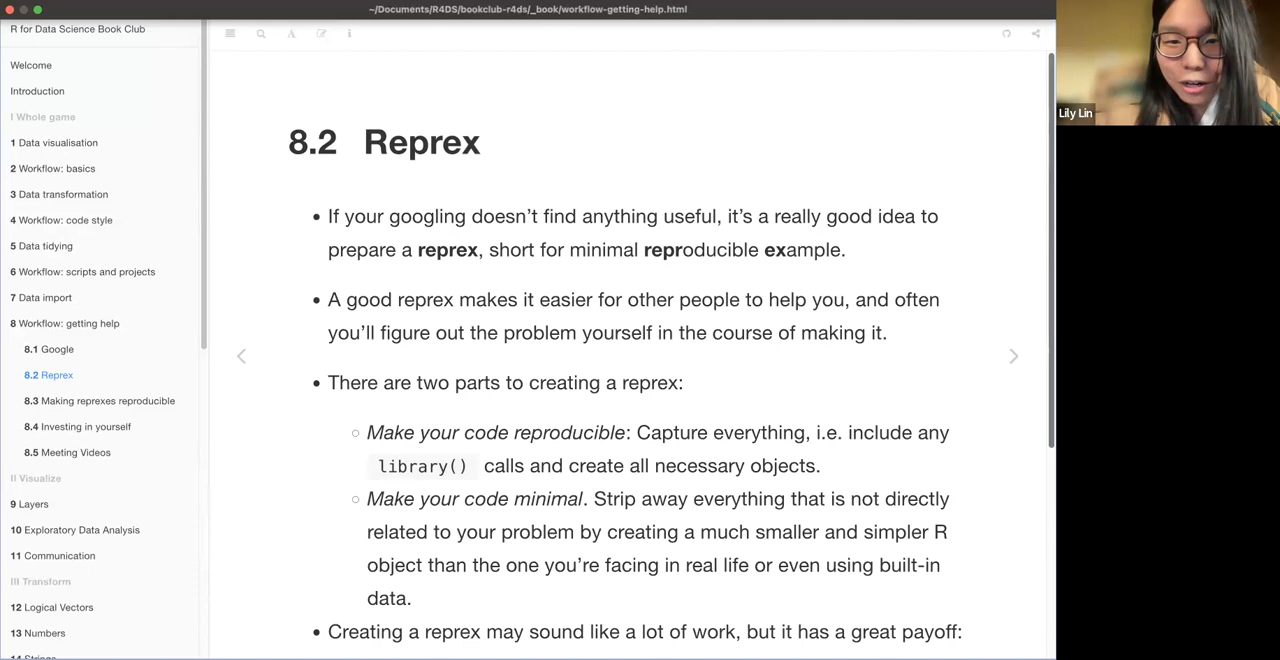 ~/Documents/R4DS/bookclub-r4ds/_book/workflow-getting-help.html
R for Data Science Book Club
Welcome
Introduction
I Whole game
1 Data visualisation
2 Workflow: basics
3 Data transformation
4 Workflow: code style
5 Data tidying
6 Workflow: scripts and projects
7 Data import
8 Workflow: getting help
8.1 Google
8.2 Reprex
8.3 Making reprexes reproducible
8.4 Investing in yourself
8.5 Meeting Videos
II Visualize
9 Layers
10 Exploratory Data Analysis
11 Communication
III Transform
12 Logical Vectors
13 Numbers
14 Strings
8.2 Reprex
• If your googling doesn’t find anything useful, it’s a really good idea to
prepare a reprex, short for minimal reproducible example.
• A good reprex makes it easier for other people to help you, and often
you’ll figure out the problem yourself in the course of making it.
• There are two parts to creating a reprex:
○ Make your code reproducible: Capture everything, i.e. include any
library() calls and create all necessary objects.
○ Make your code minimal. Strip away everything that is not directly
related to your problem by creating a much smaller and simpler R
object than the one you’re facing in real life or even using built-in
data.
• Creating a reprex may sound like a lot of work, but it has a great payoff:
Lily Lin